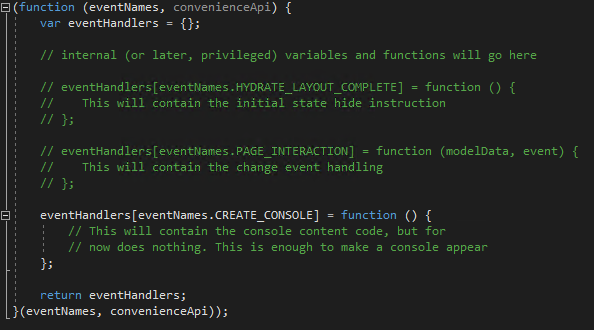 (function (eventNames, convenienceApi) {
    var eventHandlers = {};

    // internal (or later, privileged) variables and functions will go here

    // eventHandlers[eventNames.HYDRATE_LAYOUT_COMPLETE] = function () {
    //    This will contain the initial state hide instruction
    // };

    // eventHandlers[eventNames.PAGE_INTERACTION] = function (modelData, event) {
    //    This will contain the change event handling
    // };

    eventHandlers[eventNames.CREATE_CONSOLE] = function () {
        // This will contain the console content code, but for
        // now does nothing. This is enough to make a console appear
    };

    return eventHandlers;
}(eventNames, convenienceApi));